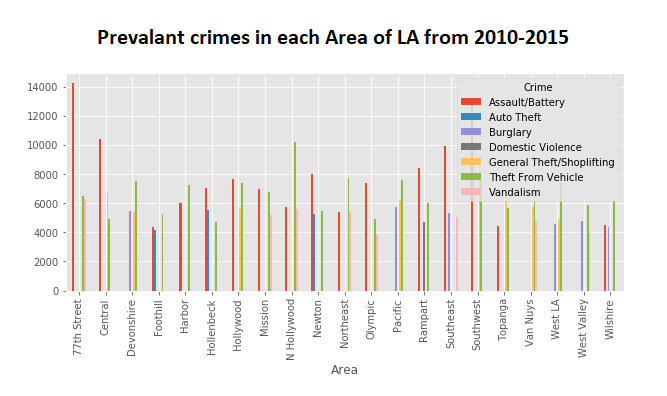 Prevalant crimes in each Area of LA from 2010-2015
Crime
Assault/Battery
Auto Theft
Burglary
Domestic Violence
General Theft/Shoplifting
Theft From Vehicle
Vandalism
14000
12000
10000
8000
6000
4000
2000
0
77th Street
Central
Devonshire
Foothill
Harbor
Hollenbeck
Hollywood
Mission
N Hollywood
Newton
Northeast
Olympic
Pacific
Rampart
Southeast
Southwest
Topanga
Van Nuys
West LA
West Valley
Wilshire
Area